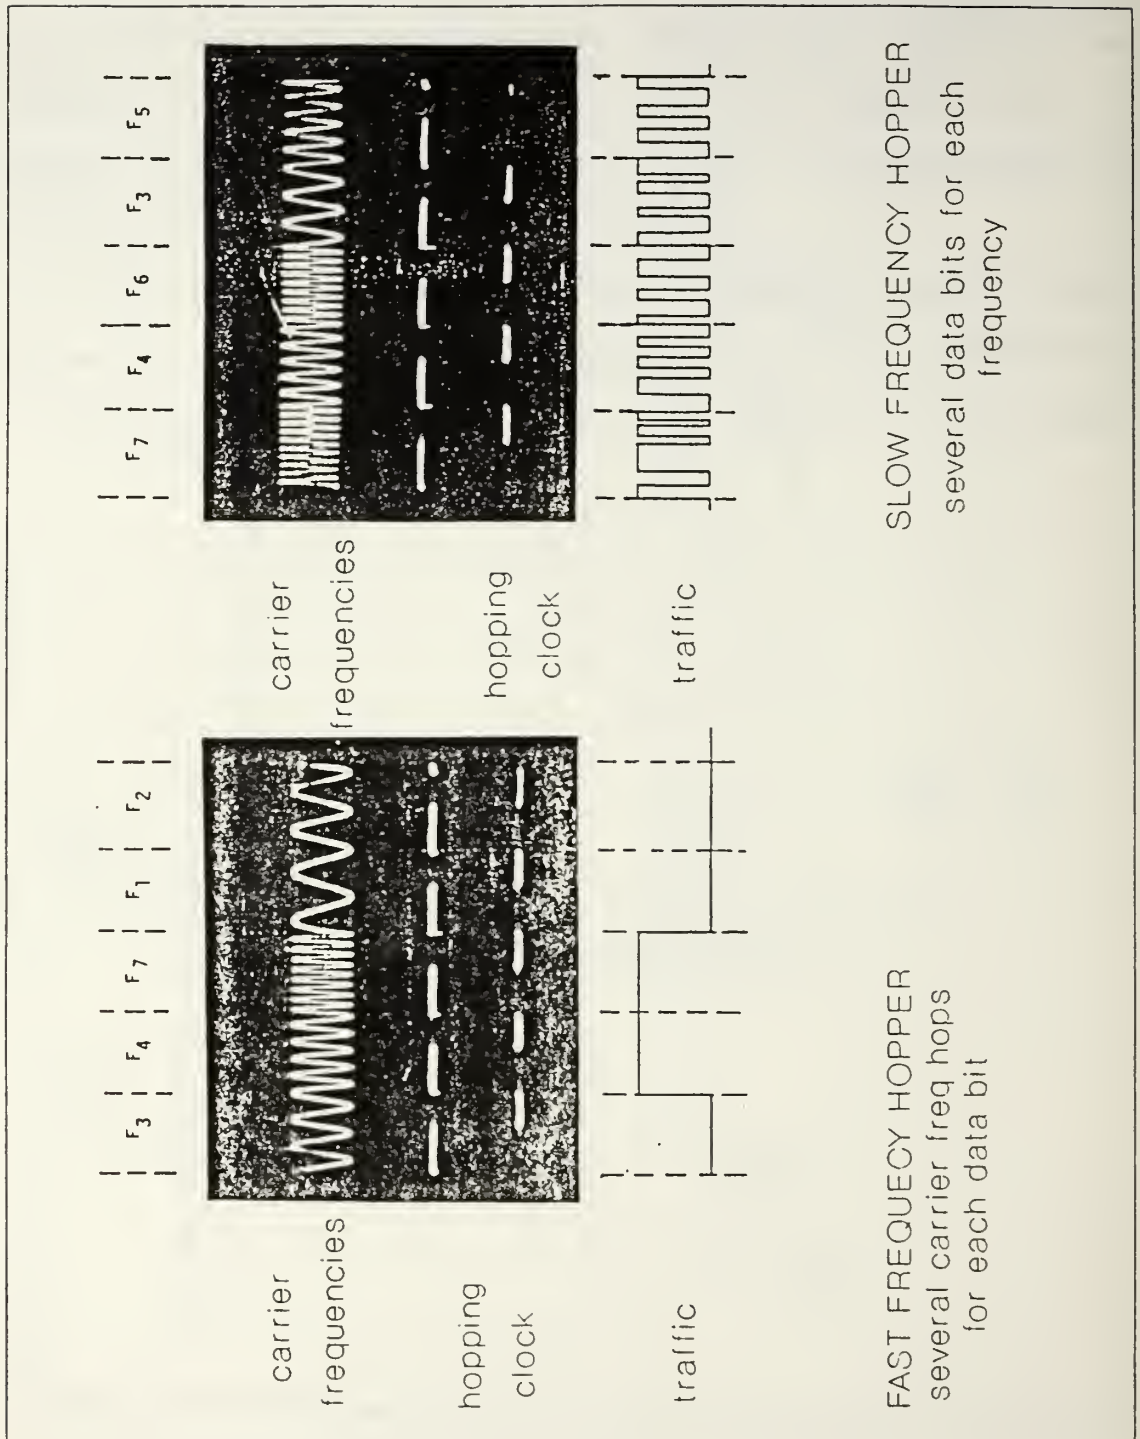 F3 F4 F7 F1 F2
carrier
frequencies
hopping
clock
traffic
FAST FREQUECY HOPPER
several carrier freq hops
for each data bit
F7 F4 F6 F3 F5
carrier
frequencies
hopping
clock
traffic
SLOW FREQUENCY HOPPER
several data bits for each
frequency